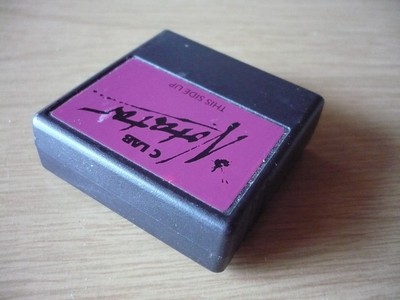 C LAB
Notator
THIS SIDE UP